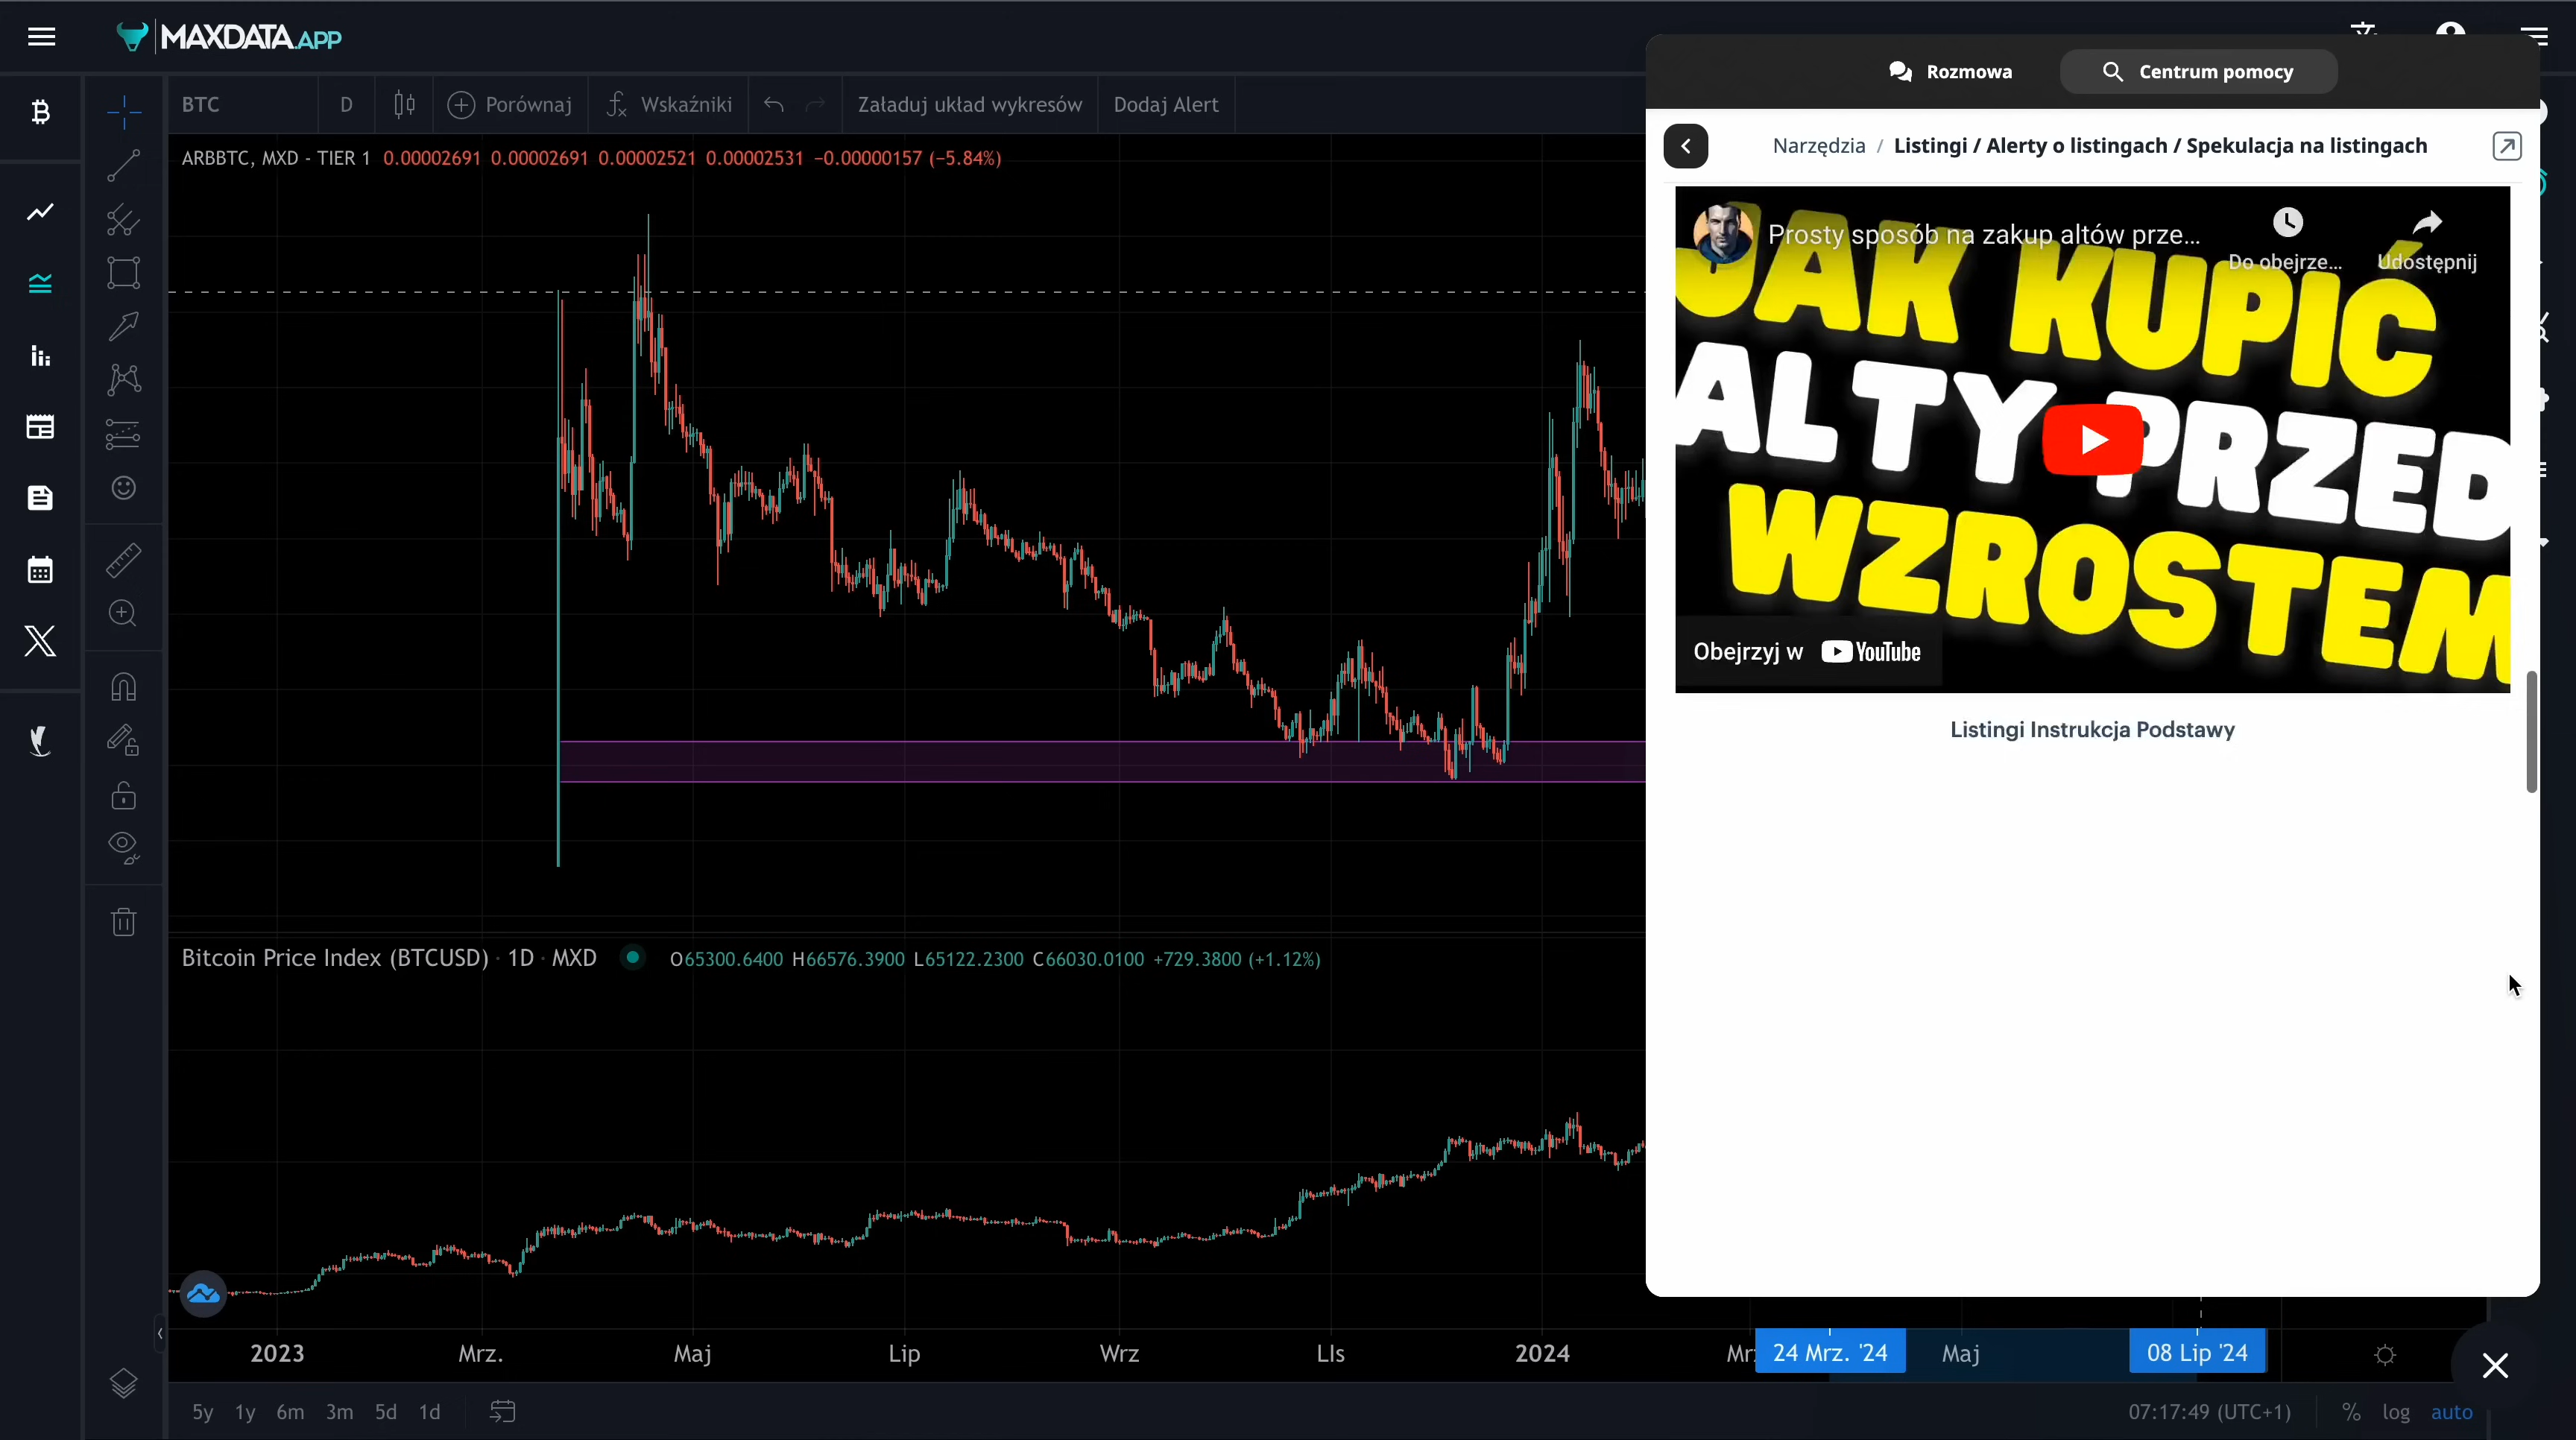 MAXDATA.APP
BTC
D
Porównaj
Wskaźniki
Załaduj układ wykresów
Dodaj Alert
ARBBTC, MXD - TIER 1 0.00002691 0.00002691 0.00002521 0.00002531 −0.00000157 (−5.84%)
Bitcoin Price Index (BTCUSD) · 1D · MXD O65300.6400 H66576.3900 L65122.2300 C66030.0100 +729.3800 (+1.12%)
2023 Mrz. Maj Lip Wrz LIs 2024 24 Mrz. '24 Maj 08 Lip '24
5y 1y 6m 3m 5d 1d
07:17:49 (UTC+1) % log auto
Rozmowa
Centrum pomocy
Narzędzia / Listingi / Alerty o listingach / Spekulacja na listingach
Prosty sposób na zakup altów prze...
Do obejrze...
Udostępnij
JAK KUPIĆ
ALTY PRZED
WZROSTEM
Obejrzyj w YouTube
Listingi Instrukcja Podstawy